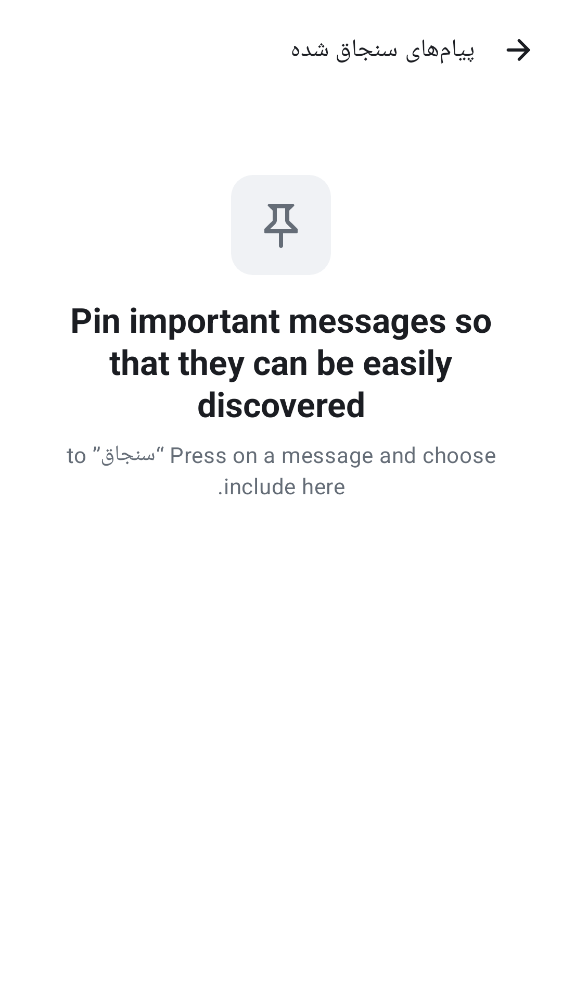 پیام‌های سنجاق شده
Pin important messages so
that they can be easily
discovered
Press on a message and choose “سنجاق” to
include here.